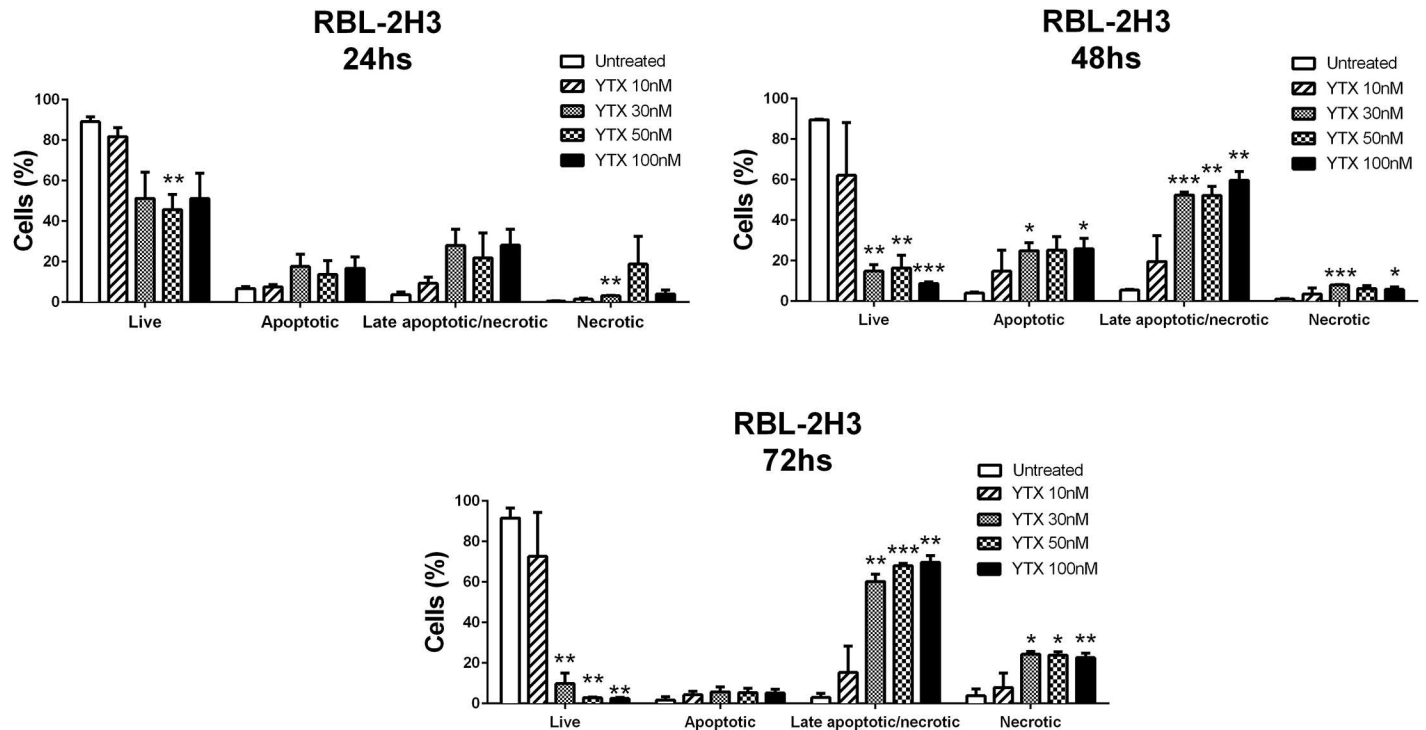 RBL-2H3
24hs
Untreated
YTX 10nM
YTX 30nM
YTX 50nM
YTX 100nM
Cells (%)
100
80
60
40
20
0
**
**
Live
Apoptotic
Late apoptotic/necrotic
Necrotic
RBL-2H3
48hs
Untreated
YTX 10nM
YTX 30nM
YTX 50nM
YTX 100nM
Cells (%)
100
80
60
40
20
0
**
**
***
*
*
***
**
**
***
*
Live
Apoptotic
Late apoptotic/necrotic
Necrotic
RBL-2H3
72hs
Untreated
YTX 10nM
YTX 30nM
YTX 50nM
YTX 100nM
Cells (%)
100
80
60
40
20
0
**
**
**
**
***
**
*
*
**
Live
Apoptotic
Late apoptotic/necrotic
Necrotic